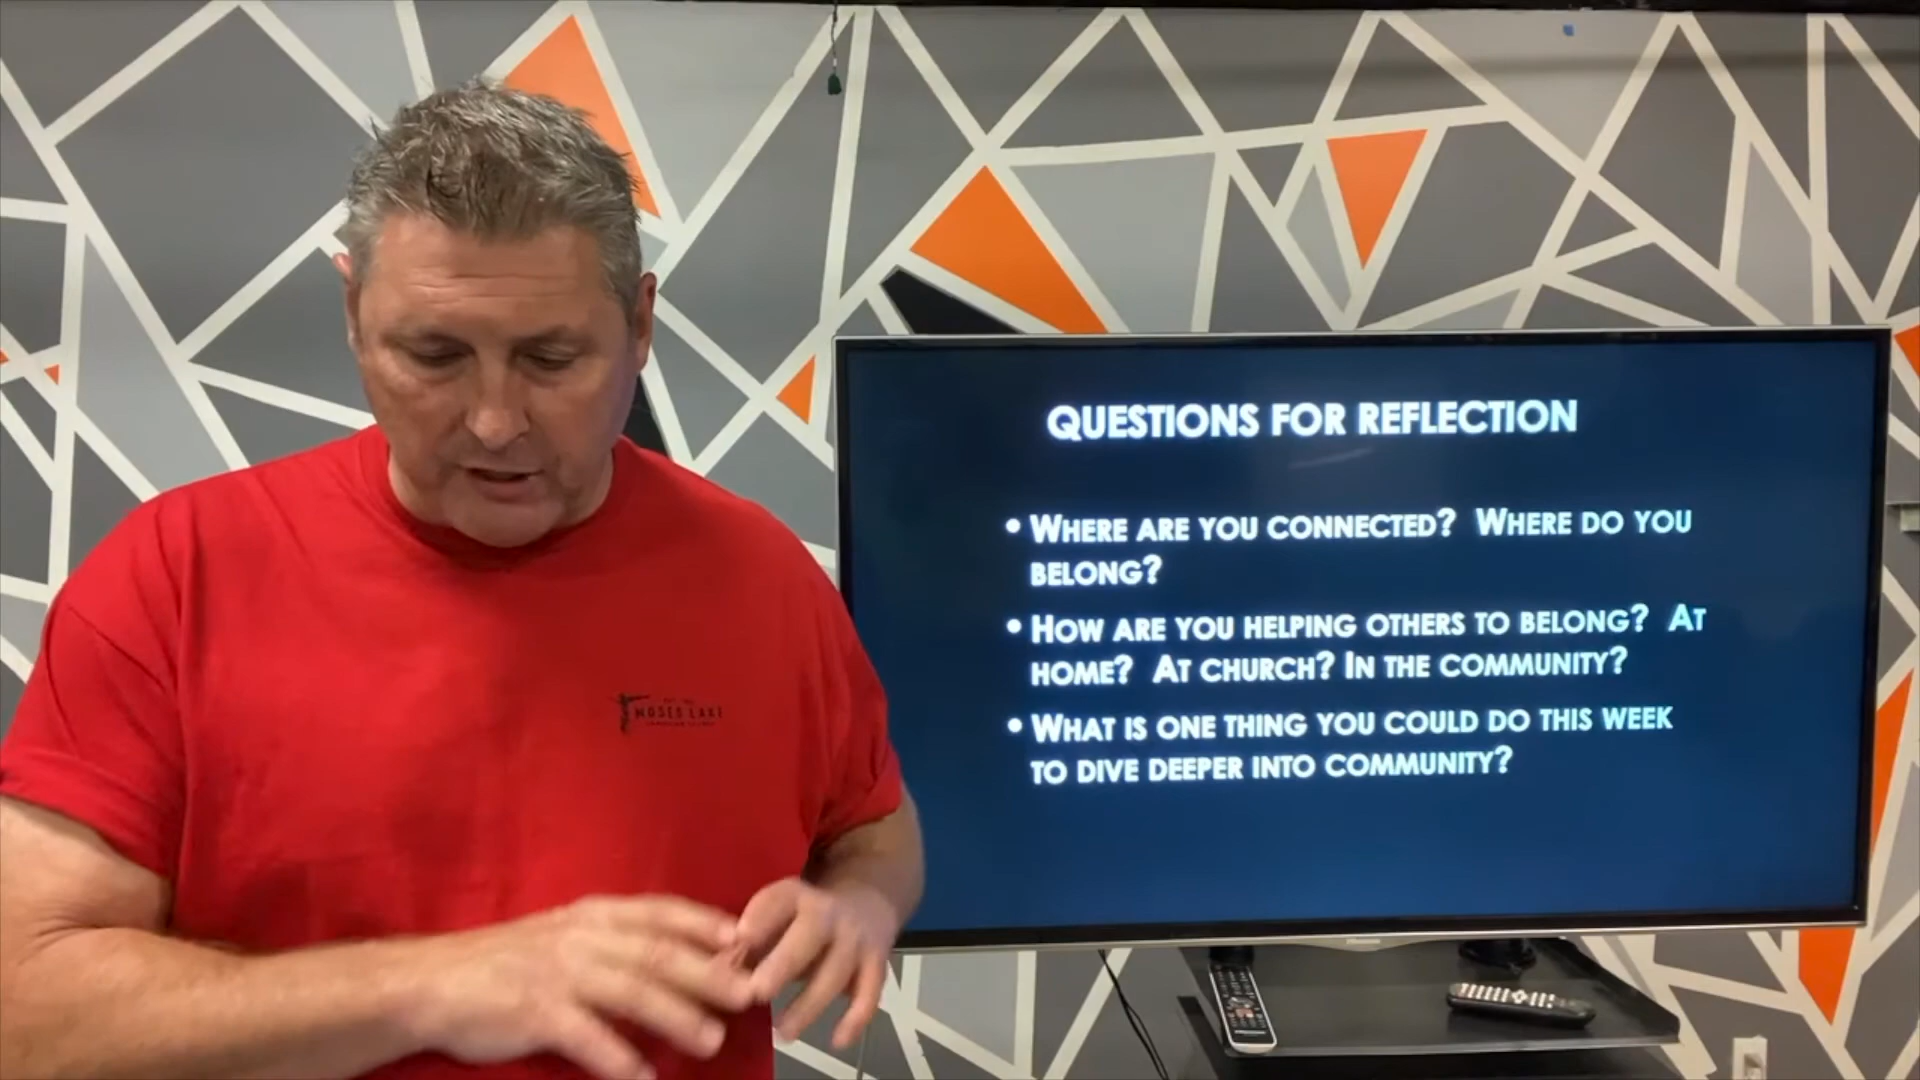 QUESTIONS FOR REFLECTION
• WHERE ARE YOU CONNECTED? WHERE DO YOU
BELONG?
• HOW ARE YOU HELPING OTHERS TO BELONG? AT
HOME? AT CHURCH? IN THE COMMUNITY?
• WHAT IS ONE THING YOU COULD DO THIS WEEK
TO DIVE DEEPER INTO COMMUNITY?
MOSES LAKE